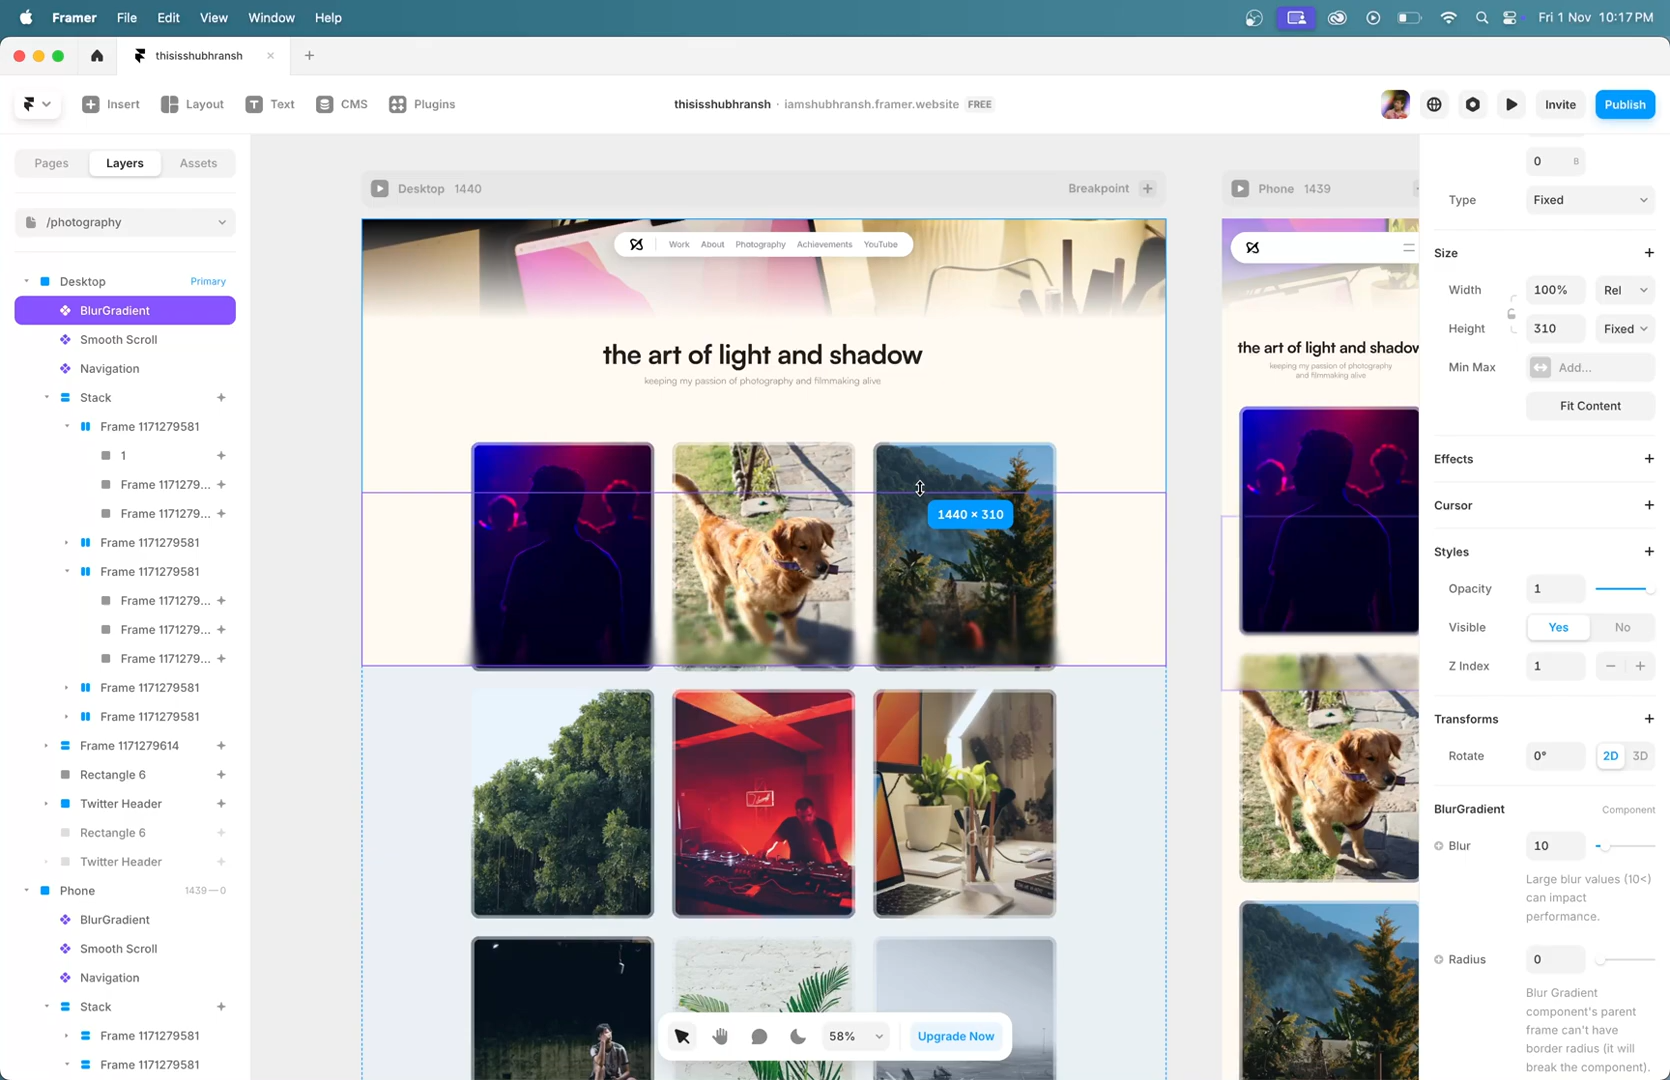 Framer File Edit View Window Help Fri 1 Nov 10:17 PM
thisisshubhransh
Insert Layout Text CMS Plugins thisisshubhransh · iamshubhransh.framer.website FREE Invite Publish
Pages Layers Assets
/photography
Desktop Primary
BlurGradient
Smooth Scroll
Navigation
Stack
Frame 1171279581
1
Frame 1171279...
Frame 1171279...
Frame 1171279581
Frame 1171279581
Frame 1171279...
Frame 1171279...
Frame 1171279...
Frame 1171279581
Frame 1171279581
Frame 1171279614
Rectangle 6
Twitter Header
Rectangle 6
Twitter Header
Phone 1439—0
BlurGradient
Smooth Scroll
Navigation
Stack
Frame 1171279581
Frame 1171279581
Desktop 1440 Breakpoint
Work About Photography Achievements YouTube
the art of light and shadow
keeping my passion of photography and filmmaking alive
1440 × 310
58% Upgrade Now
Phone 1439
the art of light and shadow
keeping my passion of photography
and filmmaking alive
0 B
Type Fixed
Size
Width 100% Rel
Height 310 Fixed
Min Max Add...
Fit Content
Effects
Cursor
Styles
Opacity 1
Visible Yes No
Z Index 1
Transforms
Rotate 0° 2D 3D
BlurGradient Component
Blur 10
Large blur values (10<)
can impact
performance.
Radius 0
Blur Gradient
component's parent
frame can't have
border radius (it will
break the component).